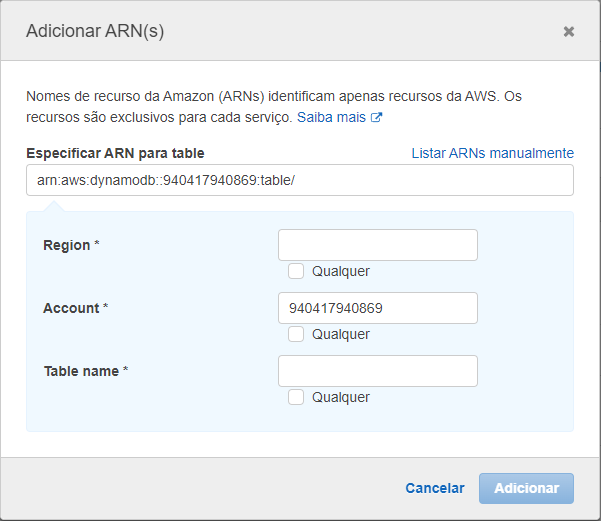 Adicionar ARN(s)
Nomes de recurso da Amazon (ARNs) identificam apenas recursos da AWS. Os
recursos são exclusivos para cada serviço. Saiba mais
Especificar ARN para table
Listar ARNs manualmente
arn:aws:dynamodb::940417940869:table/
Region *
Qualquer
Account * 940417940869
Qualquer
Table name *
Qualquer
Cancelar Adicionar